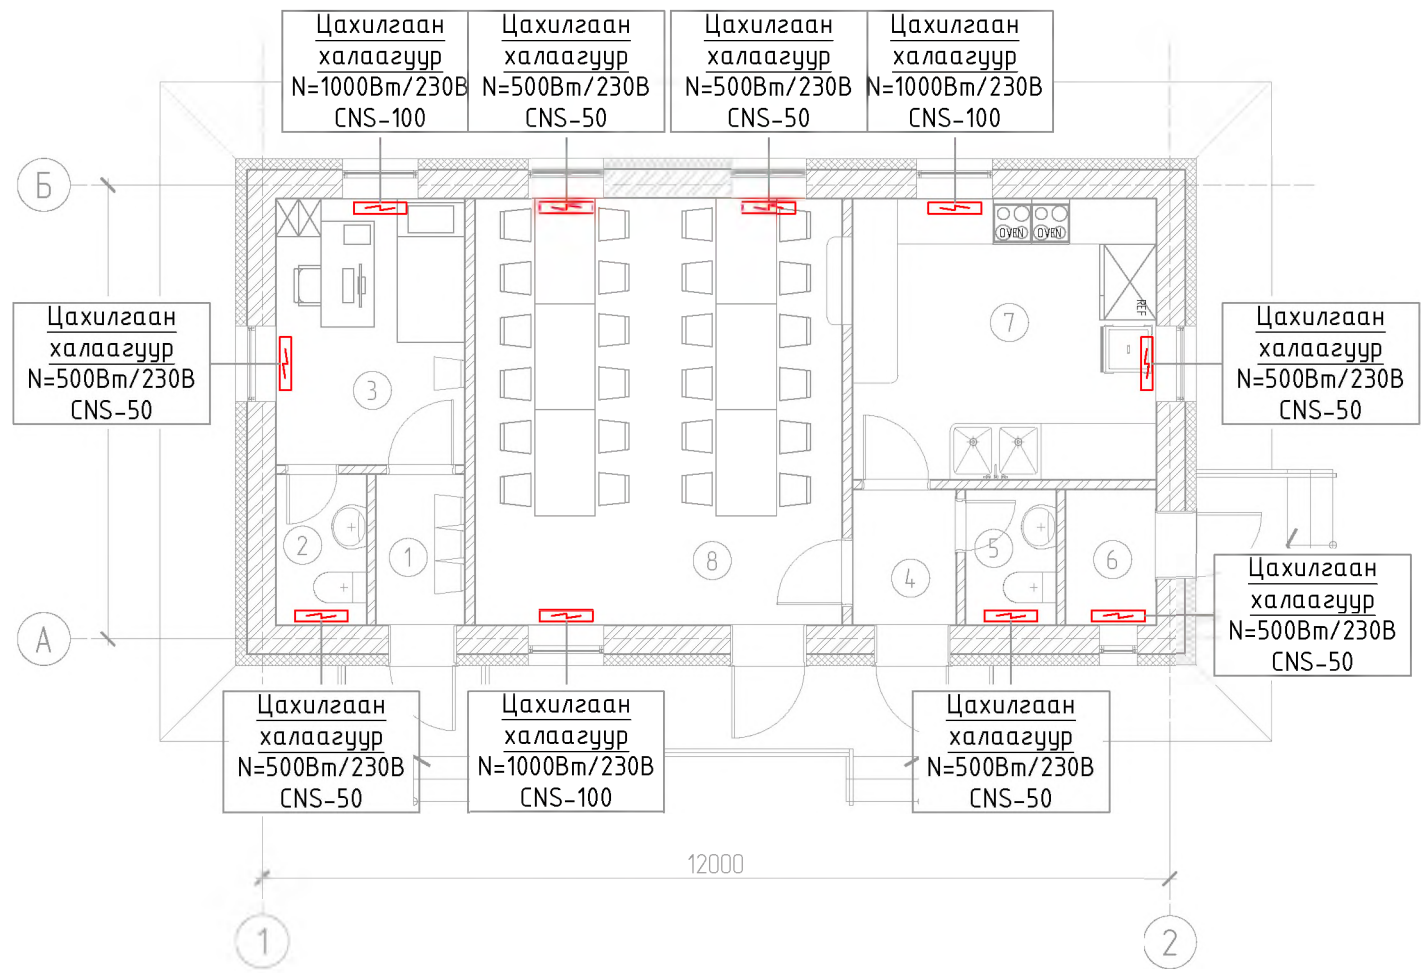 Цахилгаан
халаагуур
N=1000Вт/230В
CNS-100
Цахилгаан
халаагуур
N=500Вт/230В
CNS-50
Цахилгаан
халаагуур
N=500Вт/230В
CNS-50
Цахилгаан
халаагуур
N=1000Вт/230В
CNS-100
Б
OVEN
OVEN
REF
Цахилгаан
халаагуур
N=500Вт/230В
CNS-50
3
7
Цахилгаан
халаагуур
N=500Вт/230В
CNS-50
2
1
8
4
5
6
А
Цахилгаан
халаагуур
N=500Вт/230В
CNS-50
Цахилгаан
халаагуур
N=500Вт/230В
CNS-50
Цахилгаан
халаагуур
N=1000Вт/230В
CNS-100
Цахилгаан
халаагуур
N=500Вт/230В
CNS-50
12000
1
2